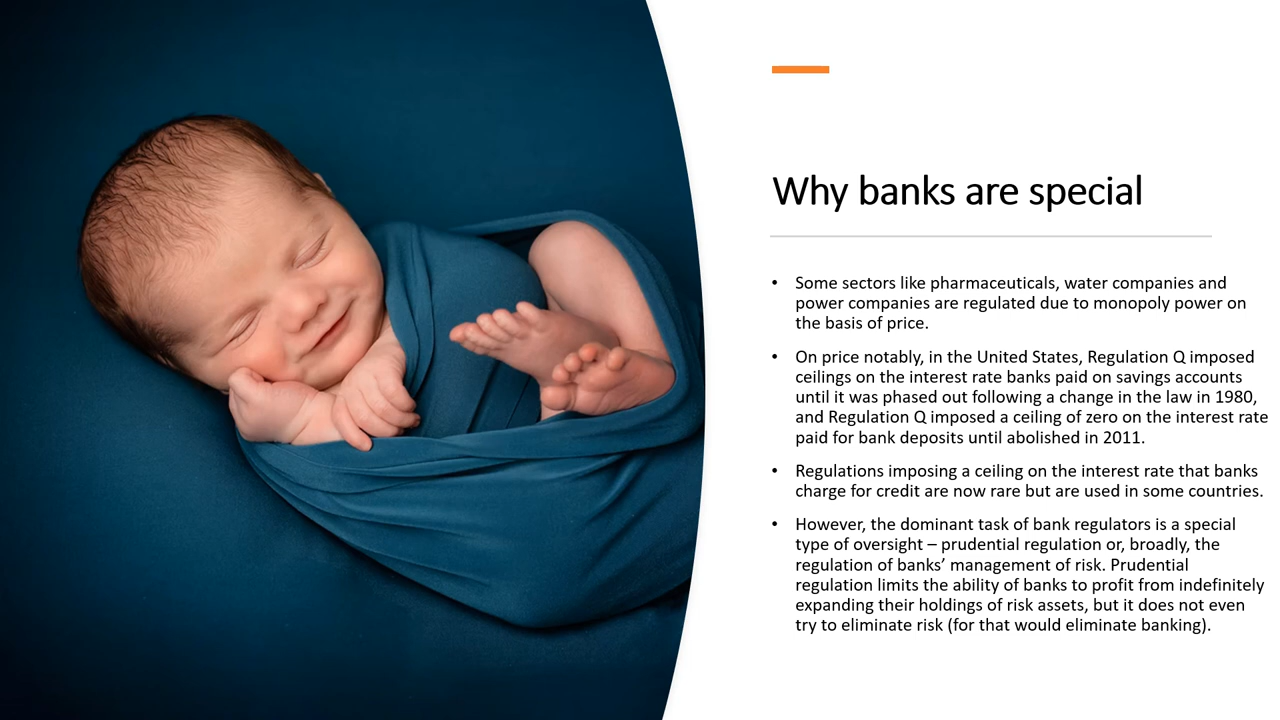 Why banks are special
• Some sectors like pharmaceuticals, water companies and
power companies are regulated due to monopoly power on
the basis of price.
• On price notably, in the United States, Regulation Q imposed
ceilings on the interest rate banks paid on savings accounts
until it was phased out following a change in the law in 1980,
and Regulation Q imposed a ceiling of zero on the interest rate
paid for bank deposits until abolished in 2011.
• Regulations imposing a ceiling on the interest rate that banks
charge for credit are now rare but are used in some countries.
• However, the dominant task of bank regulators is a special
type of oversight – prudential regulation or, broadly, the
regulation of banks’ management of risk. Prudential
regulation limits the ability of banks to profit from indefinitely
expanding their holdings of risk assets, but it does not even
try to eliminate risk (for that would eliminate banking).